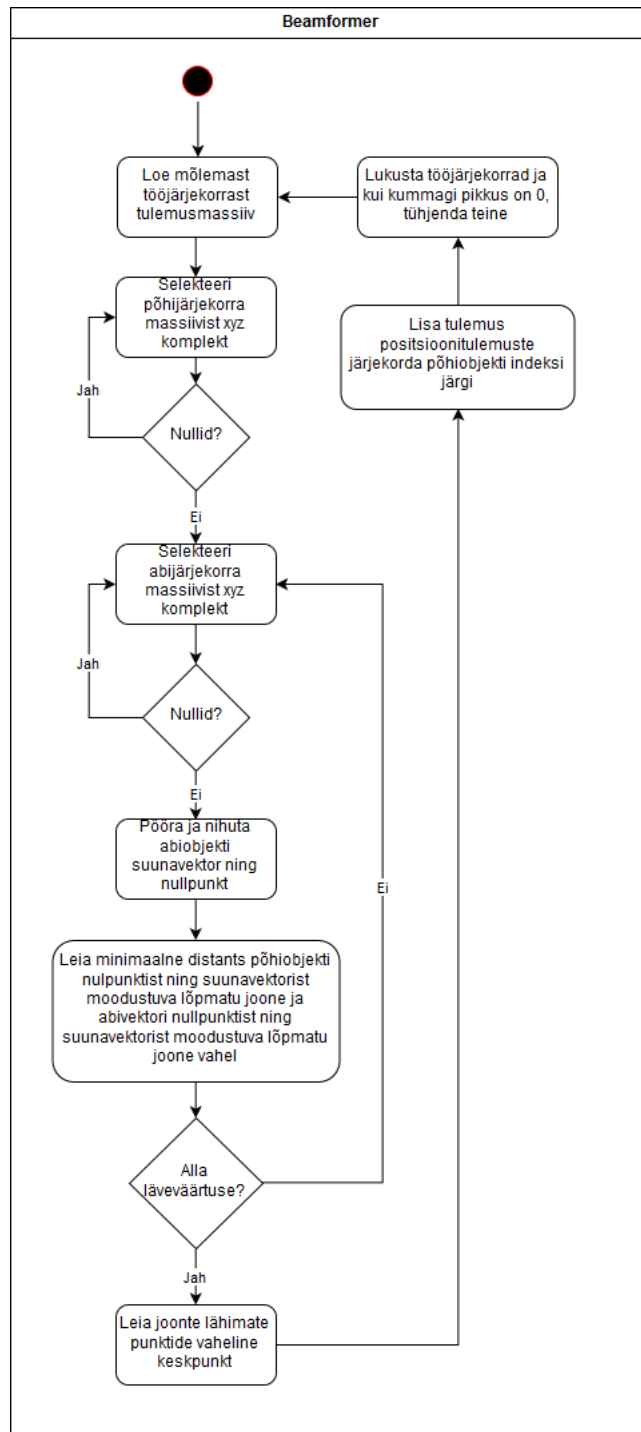 Beamformer
Loe mõlemast
tööjärjekorrast
tulemusmassiiv
Lukusta tööjärjekorrad ja
kui kummagi pikkus on 0,
tühjenda teine
Selekteeri
põhijärjekorra
massiivist xyz
komplekt
Lisa tulemus
positsioonitulemuste
järjekorda põhiobjekti indeksi
järgi
Jah
Nullid?
Ei
Selekteeri
abijärjekorra
massiivist xyz
komplekt
Jah
Nullid?
Ei
Pööra ja nihuta
abiobjekti
suunavektor ning
nullpunkt
Ei
Leia minimaalne distants põhiobjekti
nulpunktist ning suunavektorist
moodustuva lõpmatu joone ja
abivektori nullpunktist ning
suunavektorist moodustuva lõpmatu
joone vahel
Alla
läveväärtuse?
Jah
Leia joonte lähimate
punktide vaheline
keskpunkt